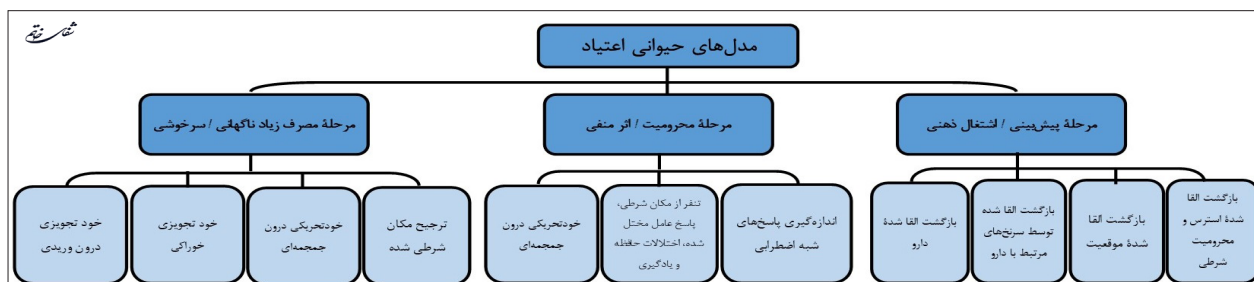 شفای خاتم
مدل‌های حیوانی اعتیاد
مرحلهٔ پیش‌بینی / اشتغال ذهنی
مرحلهٔ محرومیت / اثر منفی
مرحلهٔ مصرف زیاد ناگهانی / سرخوشی
بازگشت القا
شدهٔ استرس و
محرومیت
شرطی
بازگشت القا
شدهٔ موقعیت
بازگشت القا شده
توسط سرنخ‌های
مرتبط با دارو
بازگشت القا شدهٔ
دارو
اندازه‌گیری پاسخ‌های
شبه اضطرابی
تنفر از مکان شرطی،
پاسخ عامل مختل
شده، اختلالات حافظه
و یادگیری
خودتحریکی درون
جمجمه‌ای
ترجیح مکان
شرطی شده
خودتحریکی درون
جمجمه‌ای
خود تجویزی
خوراکی
خود تجویزی
درون وریدی